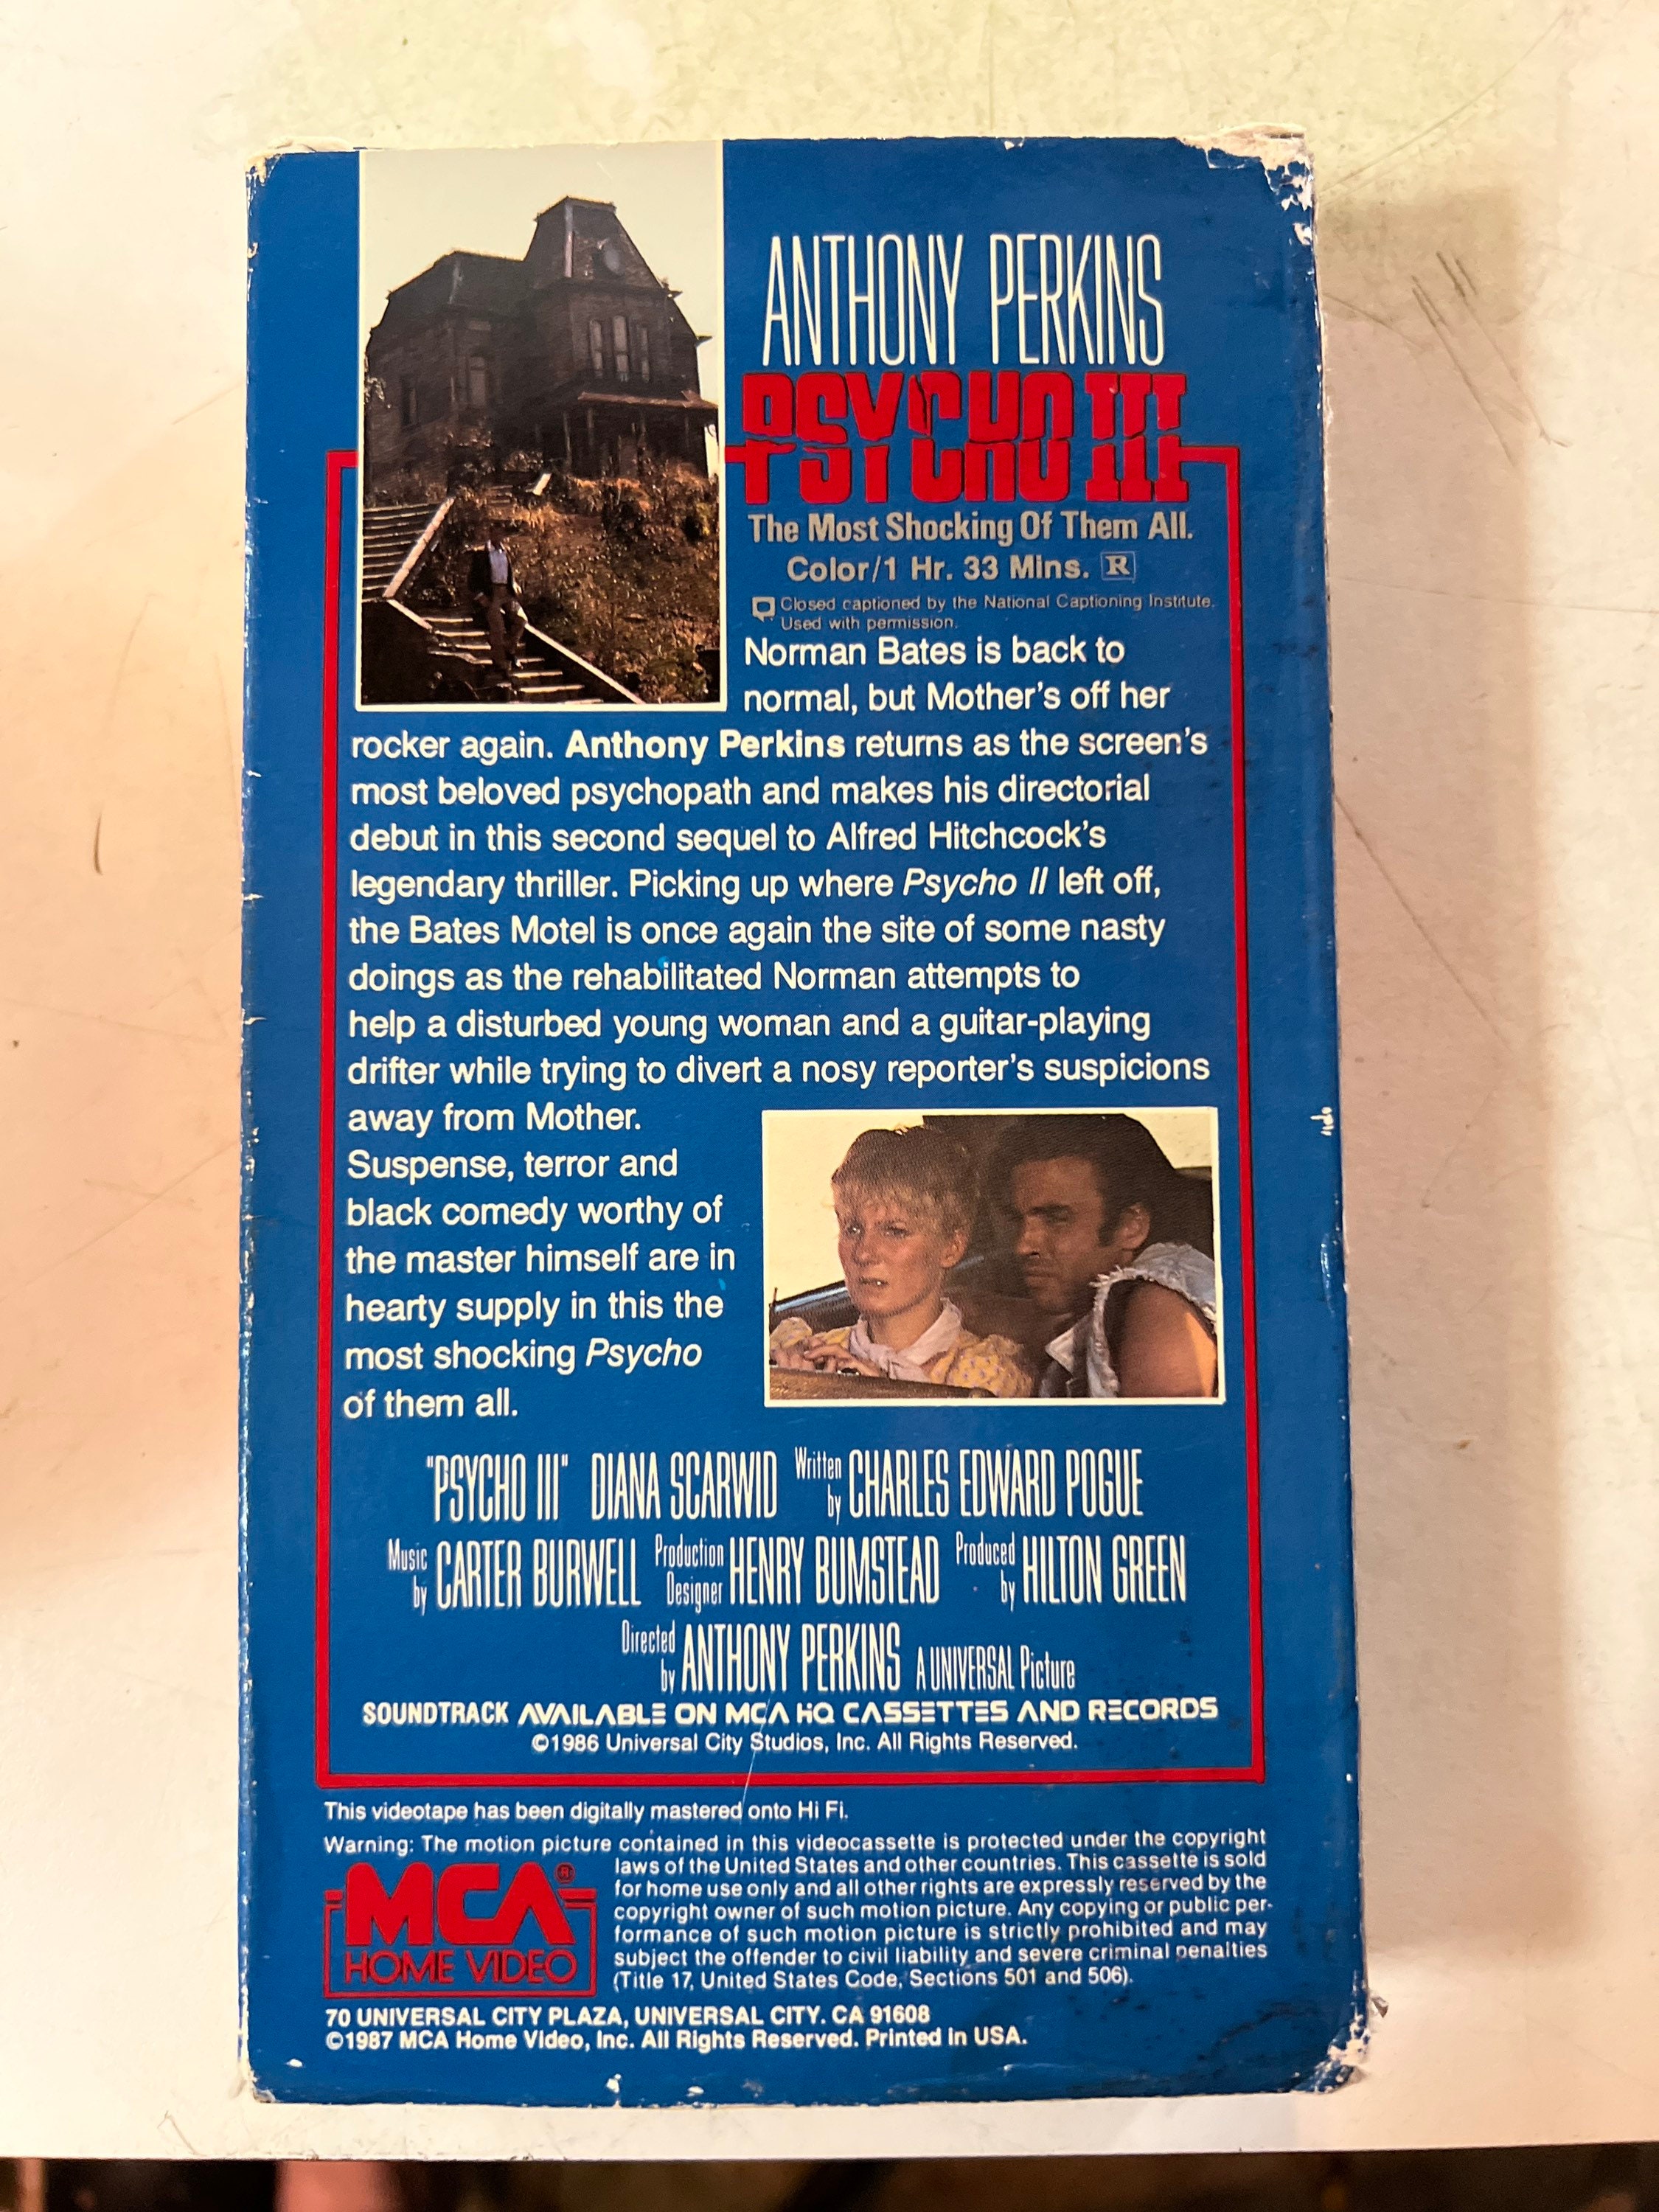 ANTHONY PERKINS
PSYCHO III
The Most Shocking Of Them All.
Color/1 Hr. 33 Mins. R
Closed captioned by the National Captioning Institute.
Used with permission.
Norman Bates is back to
normal, but Mother's off her
rocker again. Anthony Perkins returns as the screen's
most beloved psychopath and makes his directorial
debut in this second sequel to Alfred Hitchcock's
legendary thriller. Picking up where Psycho II left off,
the Bates Motel is once again the site of some nasty
doings as the rehabilitated Norman attempts to
help a disturbed young woman and a guitar-playing
drifter while trying to divert a nosy reporter's suspicions
away from Mother.
Suspense, terror and
black comedy worthy of
the master himself are in
hearty supply in this the
most shocking Psycho
of them all.
"PSYCHO III" DIANA SCARWID Written by CHARLES EDWARD POGUE
Music by CARTER BURWELL Production Designer HENRY BUMSTEAD Produced by HILTON GREEN
Directed by ANTHONY PERKINS A UNIVERSAL Picture
SOUNDTRACK AVAILABLE ON MCA HQ CASSETTES AND RECORDS
©1986 Universal City Studios, Inc. All Rights Reserved.
This videotape has been digitally mastered onto Hi Fi.
Warning: The motion picture contained in this videocassette is protected under the copyright
laws of the United States and other countries. This cassette is sold
for home use only and all other rights are expressly reserved by the
copyright owner of such motion picture. Any copying or public per-
formance of such motion picture is strictly prohibited and may
subject the offender to civil liability and severe criminal penalties
(Title 17, United States Code, Sections 501 and 506).
MCA ®
HOME VIDEO
70 UNIVERSAL CITY PLAZA, UNIVERSAL CITY. CA 91608
©1987 MCA Home Video, Inc. All Rights Reserved. Printed in USA.